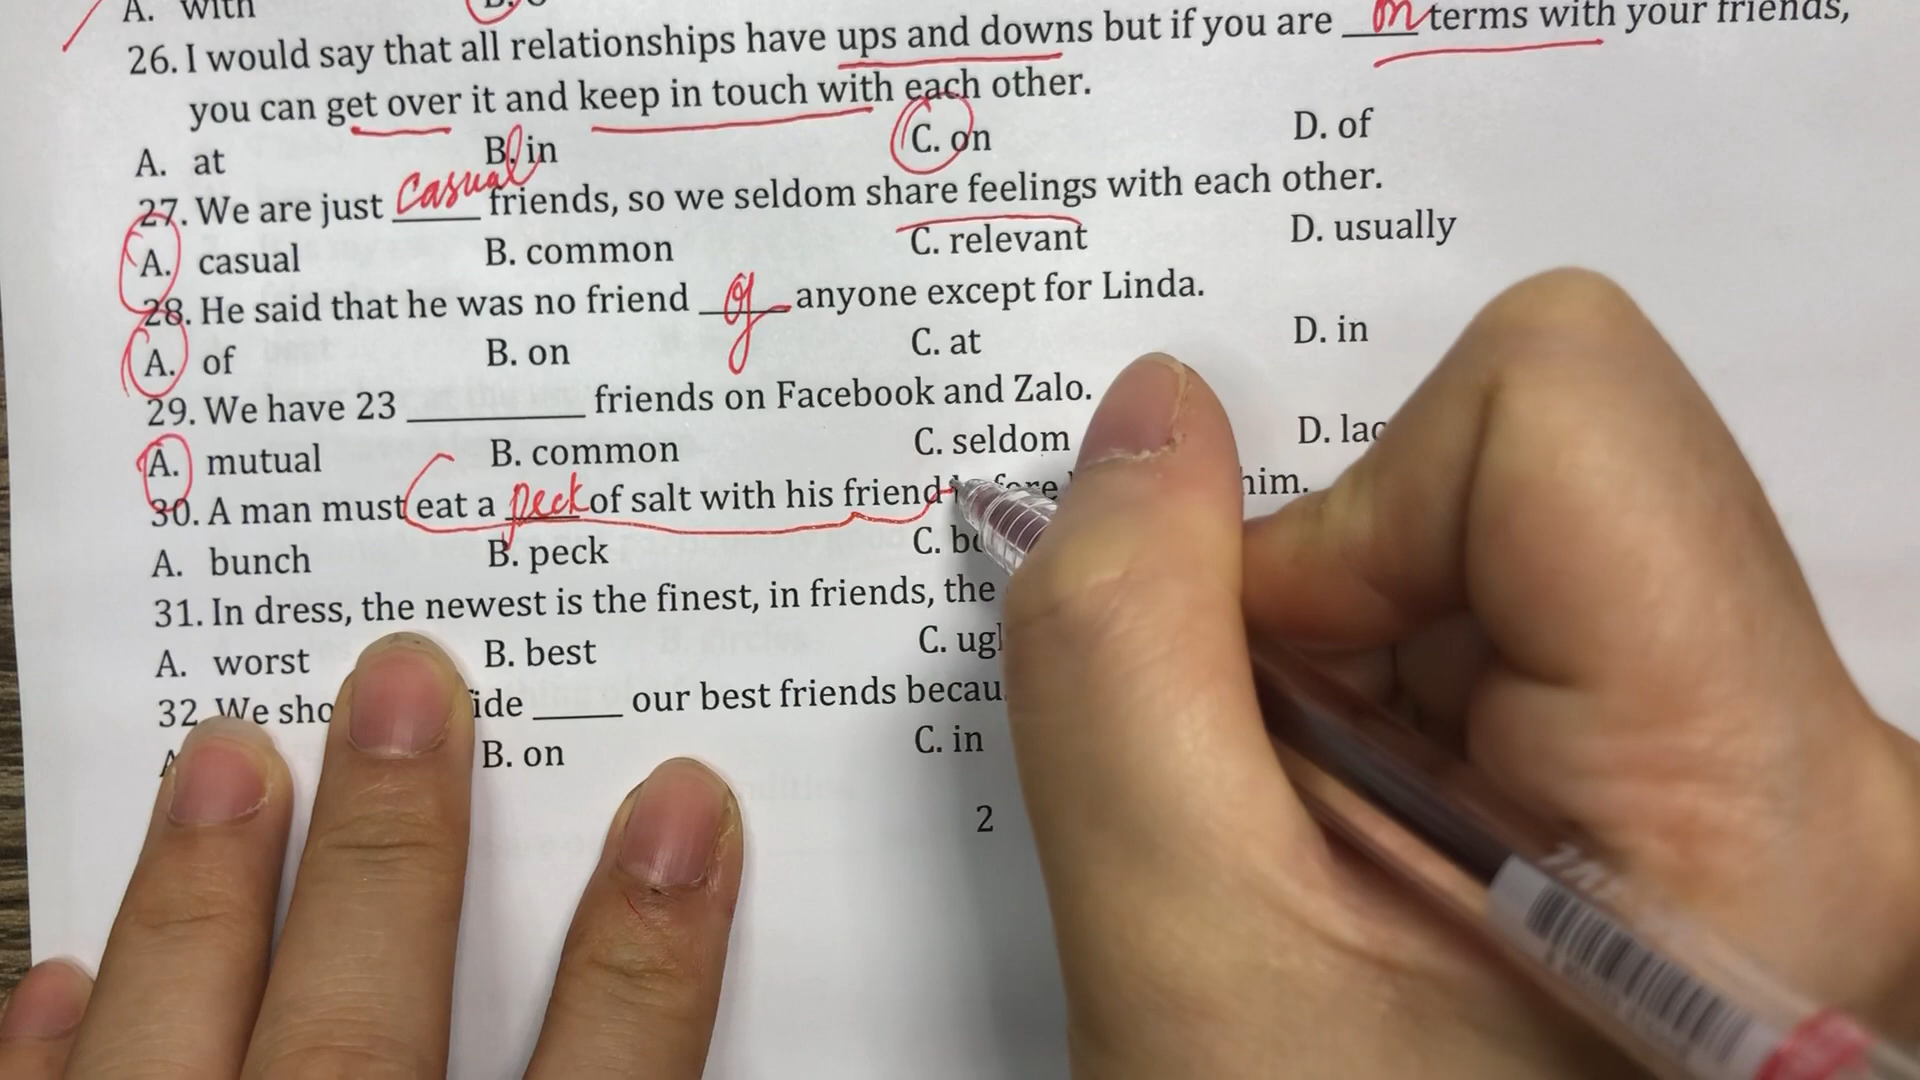 A. with
26. I would say that all relationships have ups and downs but if you are on terms with your friends,
you can get over it and keep in touch with each other.
A. at B. in C. on D. of
27. We are just casual friends, so we seldom share feelings with each other.
A. casual B. common C. relevant D. usually
28. He said that he was no friend of anyone except for Linda.
A. of B. on C. at D. in
29. We have 23 ________ friends on Facebook and Zalo.
A. mutual B. common C. seldom D.
30. A man must eat a peck of salt with his friend him.
A. bunch B. peck C.
31. In dress, the newest is the finest, in friends, the
A. worst B. best C.
32. We ____ our best friends
B. on C. in
2